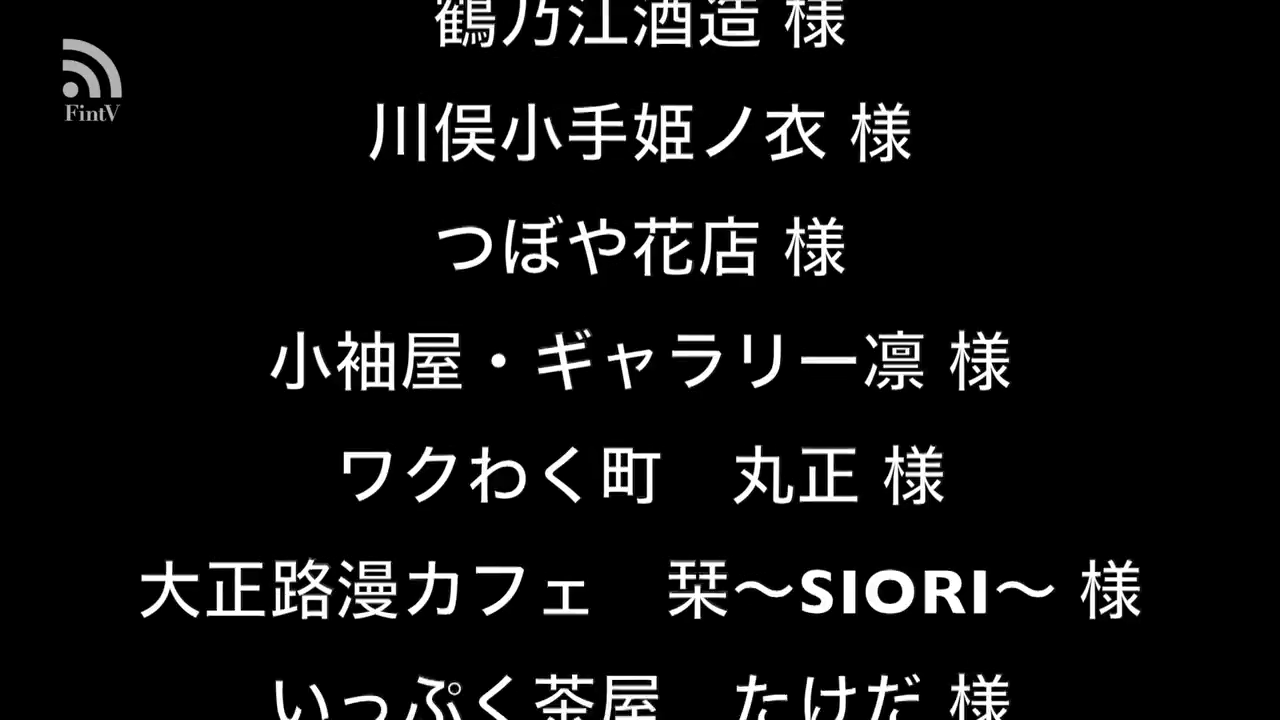 鶴乃江酒造 様
FintV
川俣小手姫ノ衣 様
つぼや花店 様
小袖屋・ギャラリー凛 様
ワクわく町　丸正 様
大正路漫カフェ　栞〜SIORI〜 様
いっぷく茶屋　たけだ 様